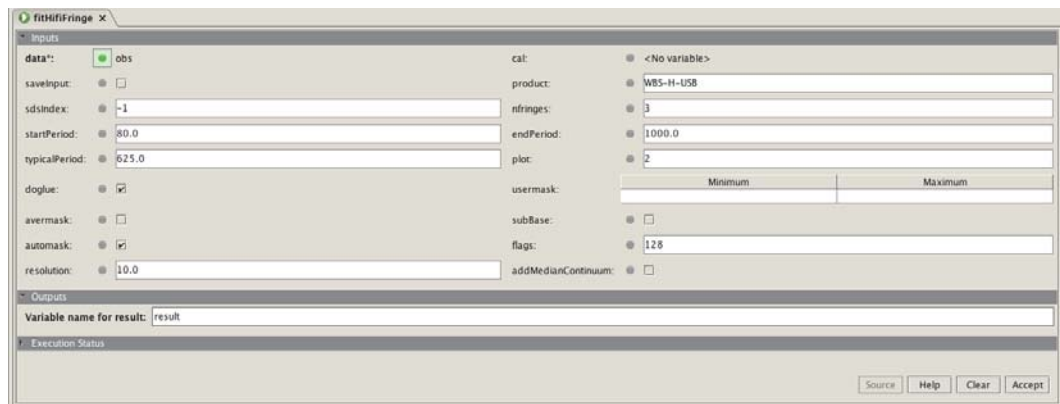 fitHifiFringe ×
Inputs
data*: obs cal: <No variable>
saveInput: product: WBS-H-USB
sdsIndex: -1 nfringes: 3
startPeriod: 80.0 endPeriod: 1000.0
typicalPeriod: 625.0 plot: 2
doglue: usermask: Minimum Maximum
avermask: subBase:
automask: flags: 128
resolution: 10.0 addMedianContinuum:
Outputs
Variable name for result: result
Execution Status
Source Help Clear Accept